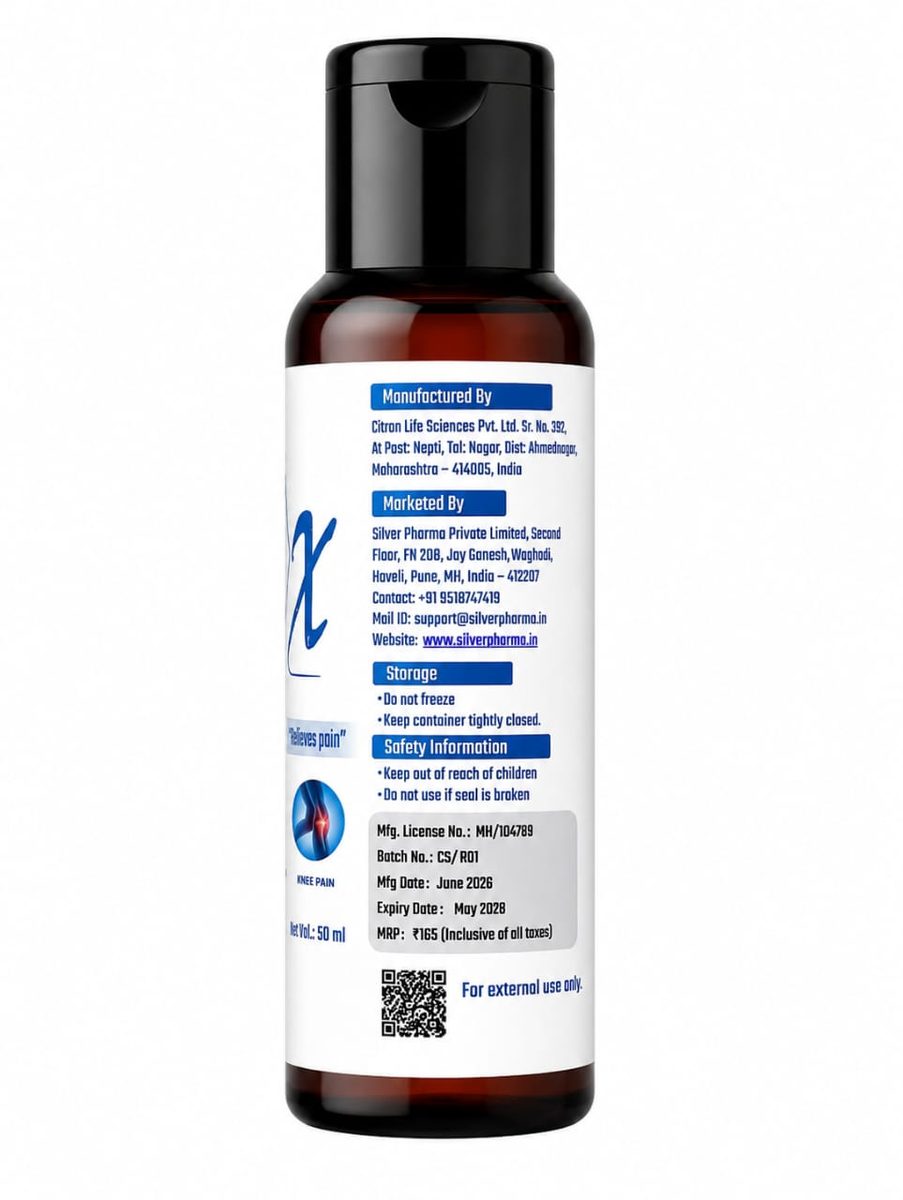 Manufactured By
Citron Life Sciences Pvt. Ltd. Sr. No. 392,
At Post: Nepti, Tal: Nagar, Dist: Ahmednagar,
Maharashtra – 414005, India
Marketed By
Silver Pharma Private Limited, Second
Floor, FN 208, Jay Ganesh, Waghadi,
Haveli, Pune, MH, India – 412207
Contact: +91 9518747419
Mail ID: support@silverpharma.in
Website: www.silverpharma.in
Storage
• Do not freeze
• Keep container tightly closed.
Safety Information
• Keep out of reach of children
• Do not use if seal is broken
Mfg. License No.: MH/104789
Batch No.: CS/ R01
Mfg Date: June 2026
Expiry Date: May 2028
MRP: ₹165 (Inclusive of all taxes)
For external use only.
x
"Relieves pain"
KNEE PAIN
Net Vol.: 50 ml